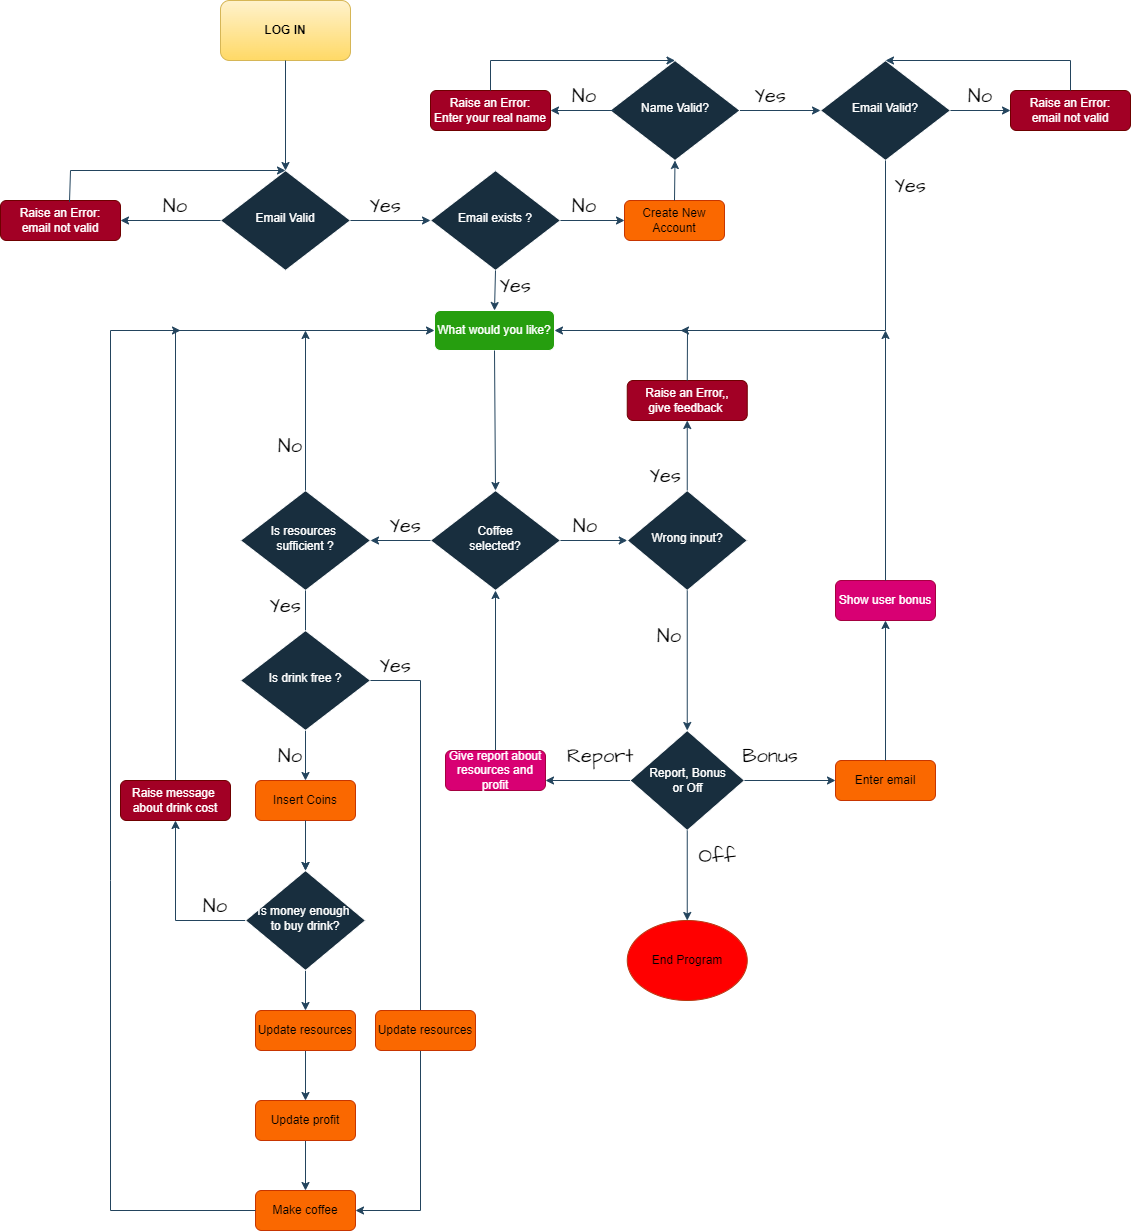 LOG IN
Raise an Error:
Enter your real name
No
Name Valid?
Yes
Email Valid?
No
Raise an Error:
email not valid
Yes
Raise an Error:
email not valid
No
Email Valid
Yes
Email exists ?
No
Create New
Account
Yes
What would you like?
Raise an Error,,
give feedback
No
Yes
Is resources
sufficient ?
Yes
Coffee
selected?
No
Wrong input?
Show user bonus
Yes
No
Is drink free ?
Yes
No
Give report about
resources and
profit
Report
Report, Bonus
or Off
Bonus
Enter email
Raise message
about drink cost
Insert Coins
Off
No
Is money enough
to buy drink?
End Program
Update resources
Update resources
Update profit
Make coffee